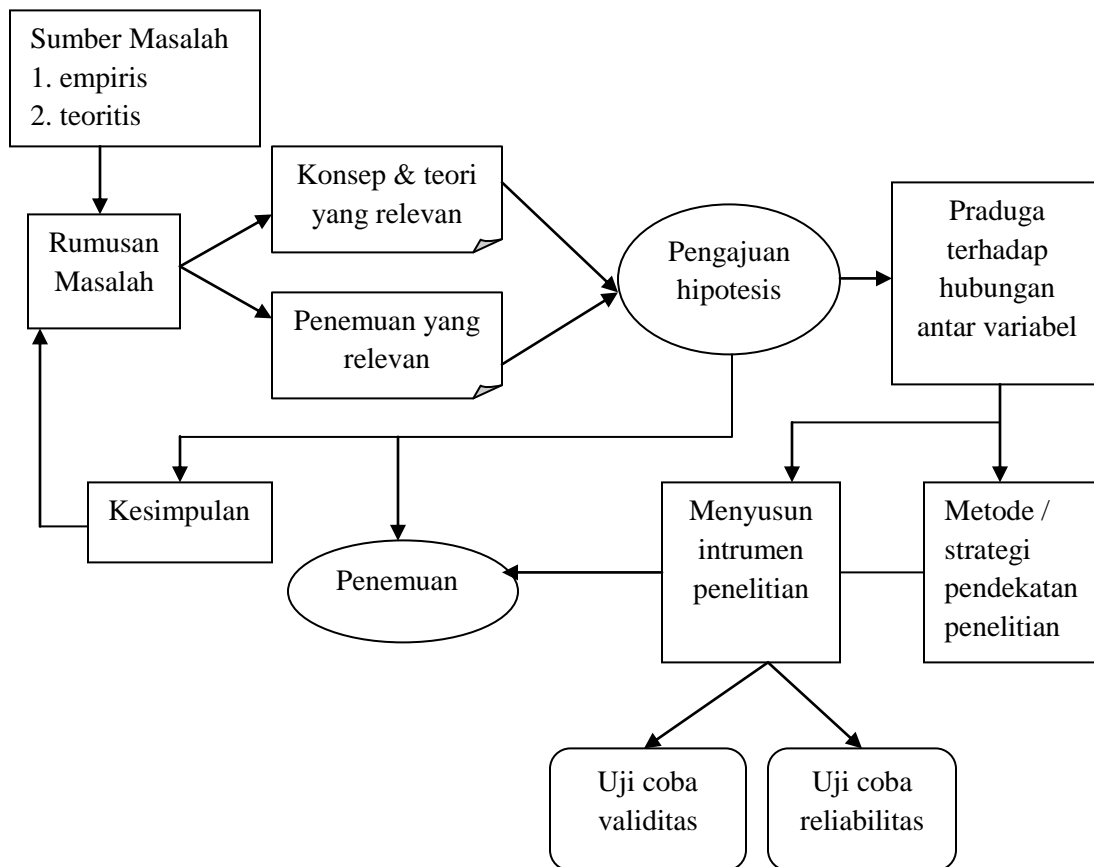 Sumber Masalah
1. empiris
2. teoritis
Konsep & teori
yang relevan
Rumusan
Masalah
Penemuan yang
relevan
Pengajuan
hipotesis
Praduga
terhadap
hubungan
antar variabel
Kesimpulan
Penemuan
Menyusun
intrumen
penelitian
Metode /
strategi
pendekatan
penelitian
Uji coba
validitas
Uji coba
reliabilitas